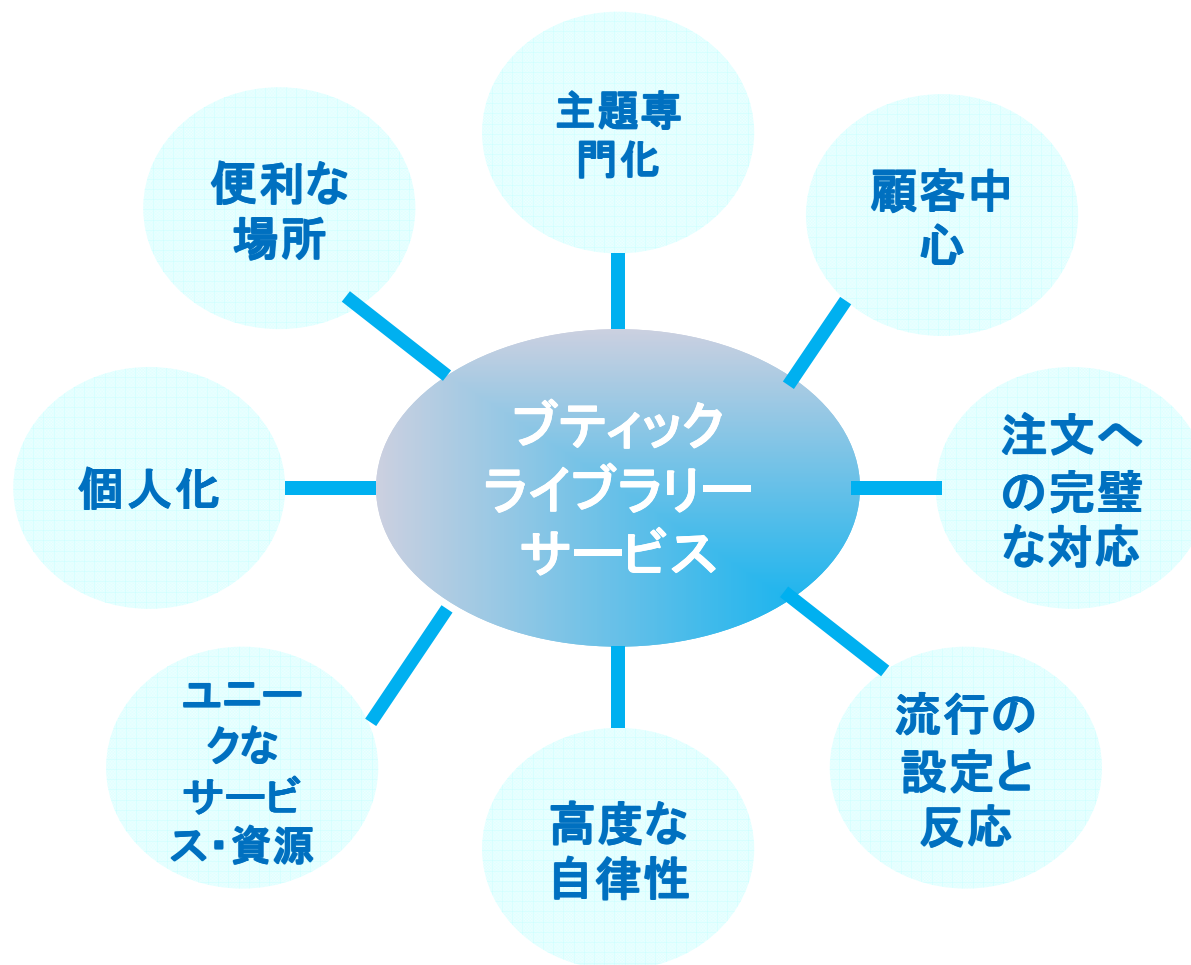 主題専
門化
便利な
場所
顧客中
心
ブティック
ライブラリー
サービス
注文へ
の完璧
な対応
個人化
ユニー
クな
サービ
ス・資源
高度な
自律性
流行の
設定と
反応